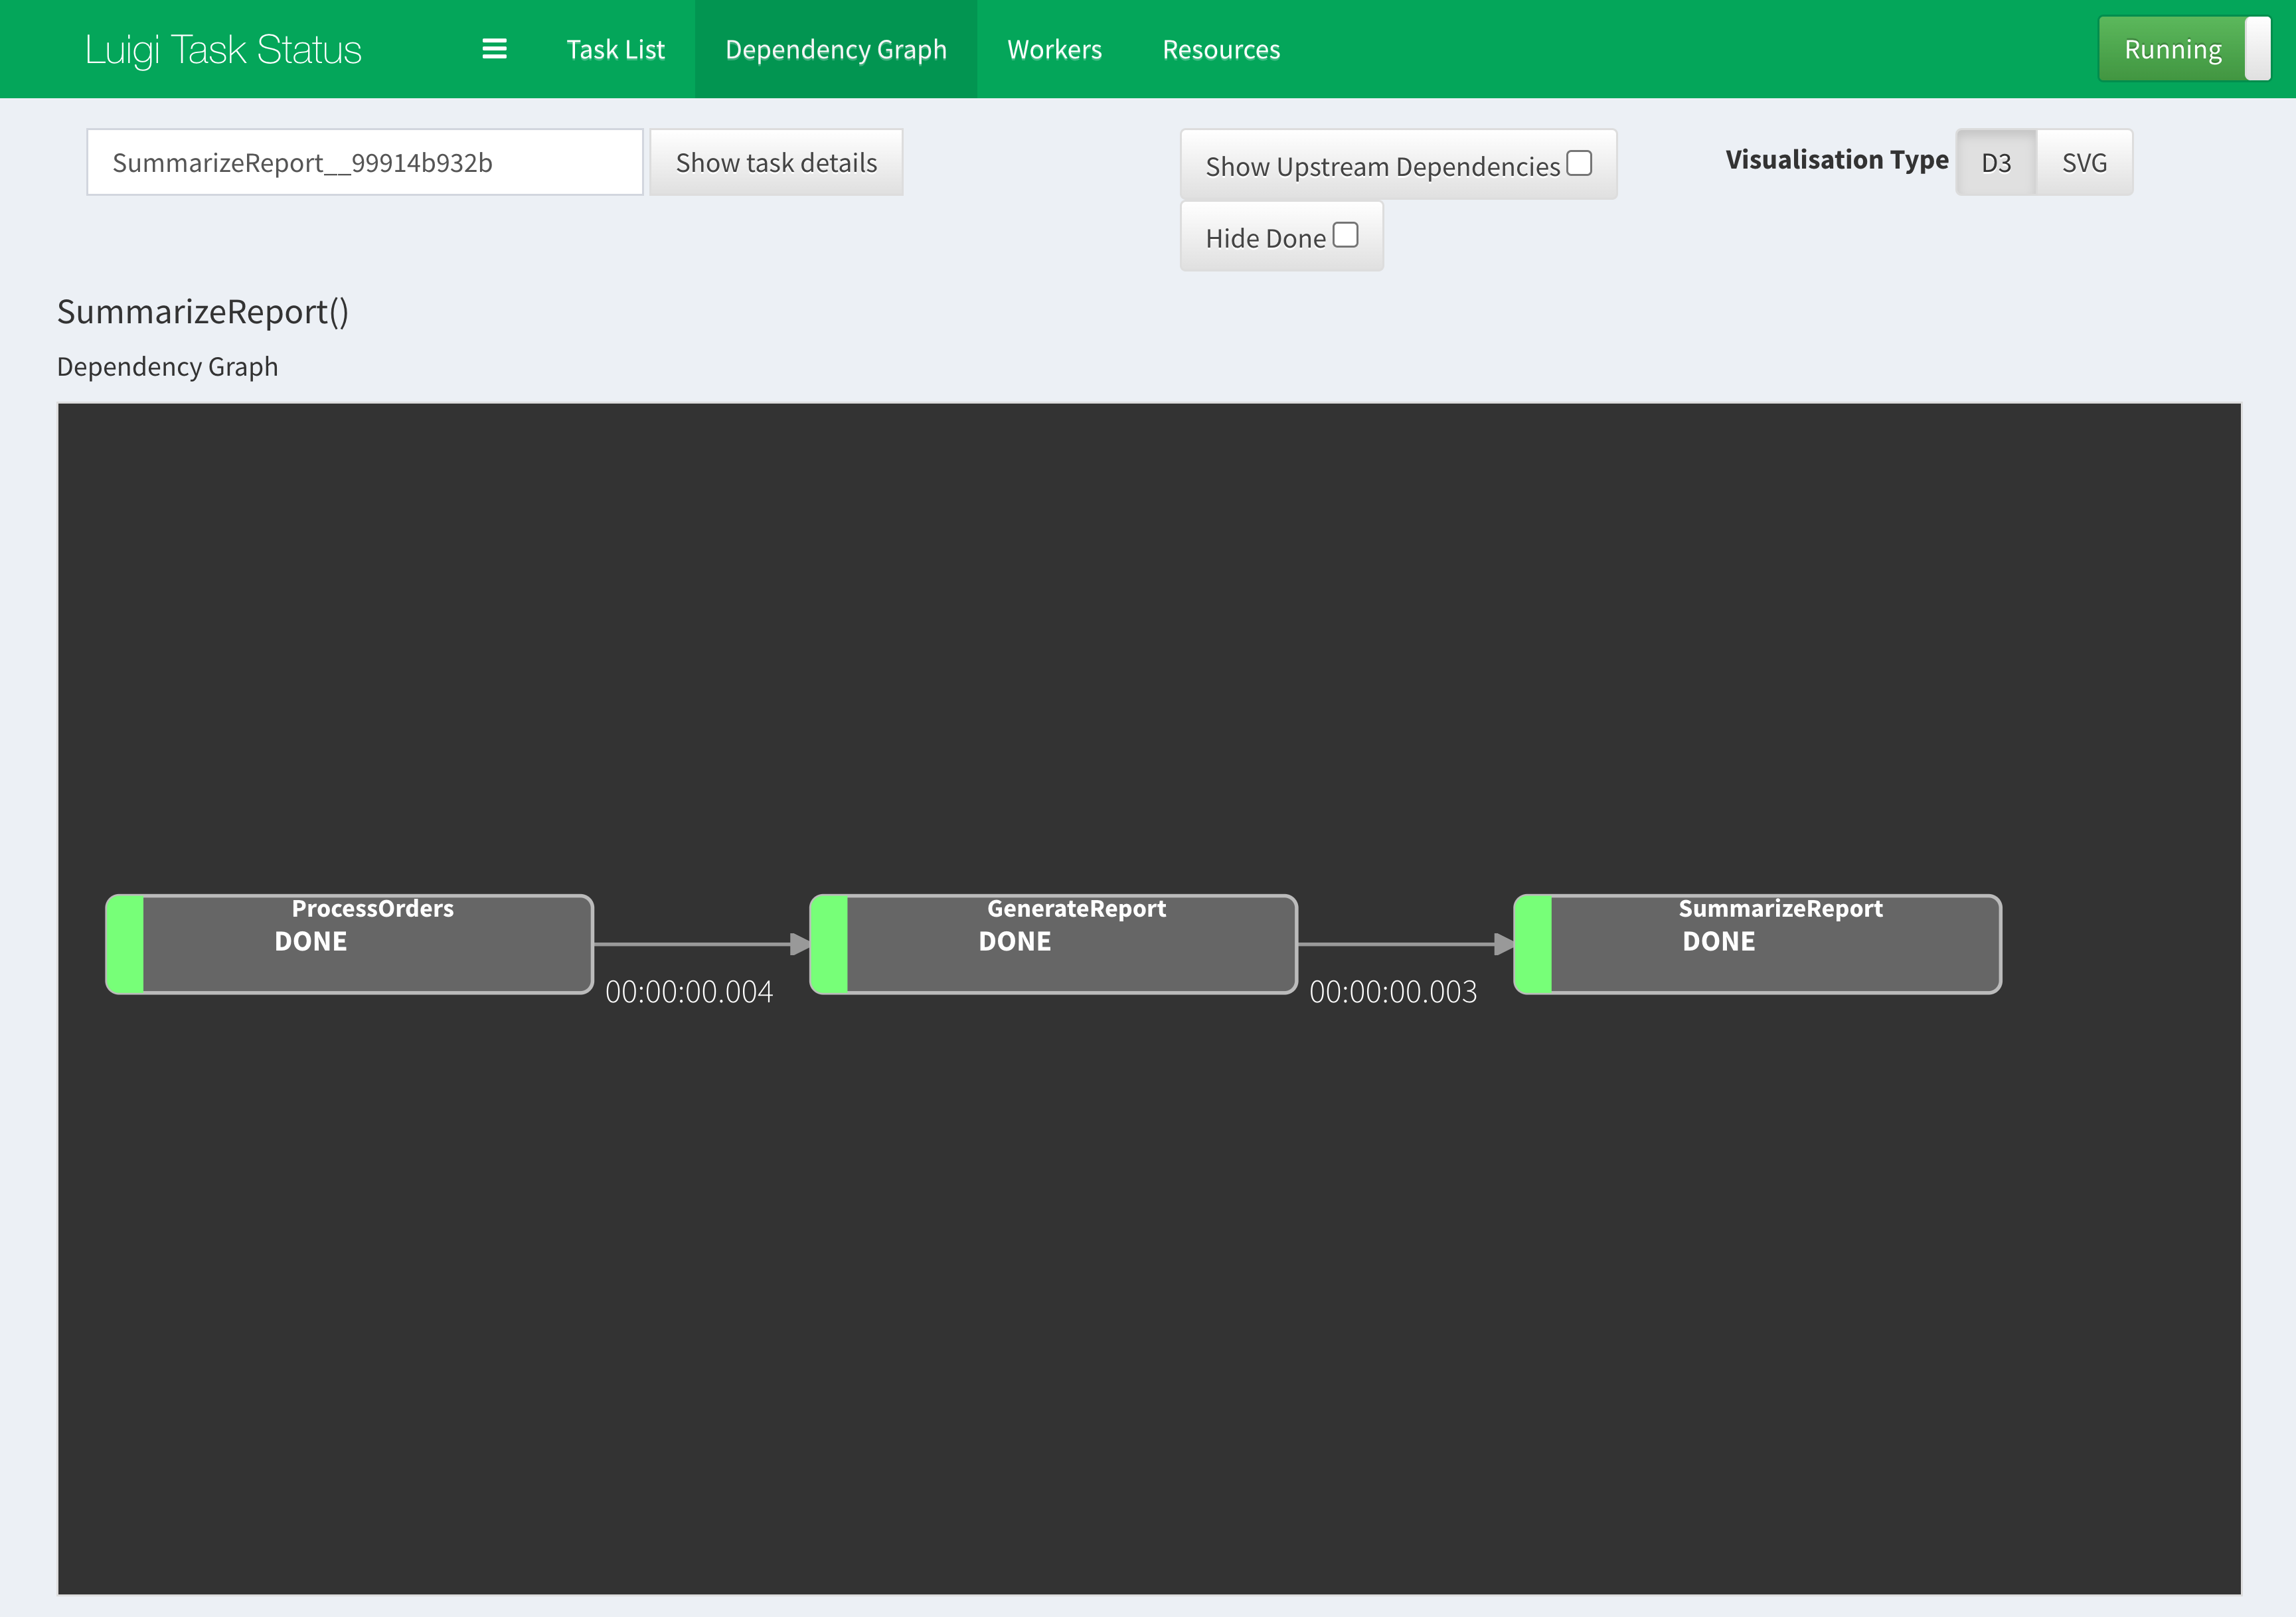 Luigi Task Status
Task List
Dependency Graph
Workers
Resources
Running
SummarizeReport__99914b932b
Show task details
Show Upstream Dependencies
Hide Done
Visualisation Type
D3
SVG
SummarizeReport()
Dependency Graph
ProcessOrders
DONE
00:00:00.004
GenerateReport
DONE
00:00:00.003
SummarizeReport
DONE